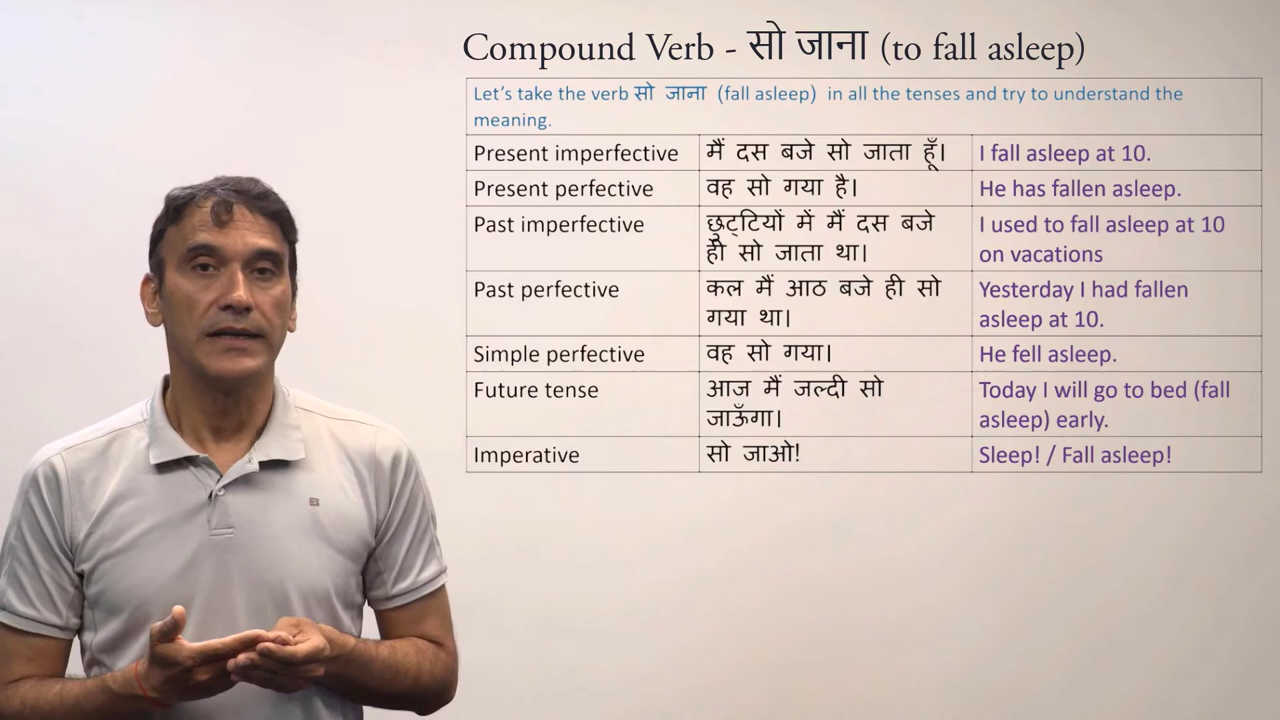 Compound Verb - सो जाना (to fall asleep)
Let's take the verb सो जाना (fall asleep) in all the tenses and try to understand the
meaning.
Present imperfective मैं दस बजे सो जाता हूँ। I fall asleep at 10.
Present perfective वह सो गया है। He has fallen asleep.
Past imperfective छुट्टियों में मैं दस बजे I used to fall asleep at 10
ही सो जाता था। on vacations
Past perfective कल मैं आठ बजे ही सो Yesterday I had fallen
गया था। asleep at 10.
Simple perfective वह सो गया। He fell asleep.
Future tense आज मैं जल्दी सो Today I will go to bed (fall
जाऊँगा। asleep) early.
Imperative सो जाओ! Sleep! / Fall asleep!
B